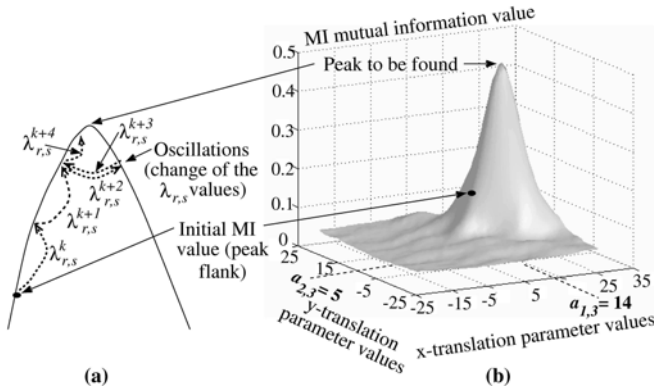 MI mutual information value
(a)
(b)
0.5
Peak to be found
0.4
0.3
0.2
0.1
0
λ^{k+4}_{r,s}
λ^{k+3}_{r,s}
Oscillations
(change of the
λ_{r,s} values)
λ^{k+2}_{r,s}
λ^{k+1}_{r,s}
λ^{k}_{r,s}
Initial MI
value (peak
flank)
25
15
a_{2,3} = 5
5
-5
-25
y-translation
parameter values
-25
-15
-5
5
a_{1,3} = 14
25
35
x-translation parameter values
(a)
(b)